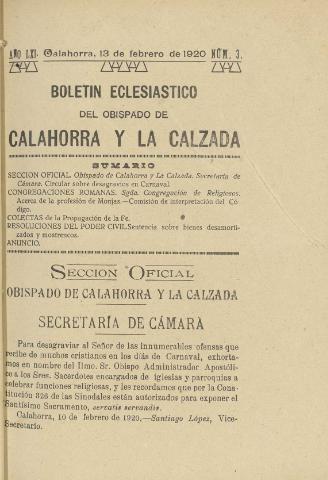 AÑO LXI. Calahorra, 13 de febrero de 1920 NÚM. 3.
BOLETIN ECLESIASTICO
DEL OBISPADO DE
CALAHORRA Y LA CALZADA
SUMARIO
SECCION OFICIAL Obispado de Calahorra y La Calzada. Secretaría de
Cámara. Circular sobre desagravios en Carnaval
CONGREGACIONES ROMANAS. Sgda. Congregación de Religiosos.
Acerca de la profesión de Monjas—Comisión de interpretación del Có-
digo.
COLECTAS de la Propagación de la Fe.
RESOLUCIONES DEL PODER CIVIL Sentencia sobre bienes desamorti-
zados y mostrencos.
ANUNCIO.
SECCION OFICIAL
OBISPADO DE CALAHORRA Y LA CALZADA
SECRETARÍA DE CÁMARA
Para desagraviar al Señor de las innumerables ofensas que
recibe de muchos cristianos en los días de Carnaval, exhorta-
mos en nombre del Ilmo. Sr. Obispo Administrador Apostóli-
co a los Sres. Sacerdotes encargados de iglesias y parroquias a
celebrar funciones religiosas, y les recordamos que por la Cons-
titución 328 de las Sinodales están autorizados para exponer el
Santísimo Sacramento, servatis servandis.
Calahorra, 10 de febrero de 1920.—Santiago López, Vice-
Secretario.